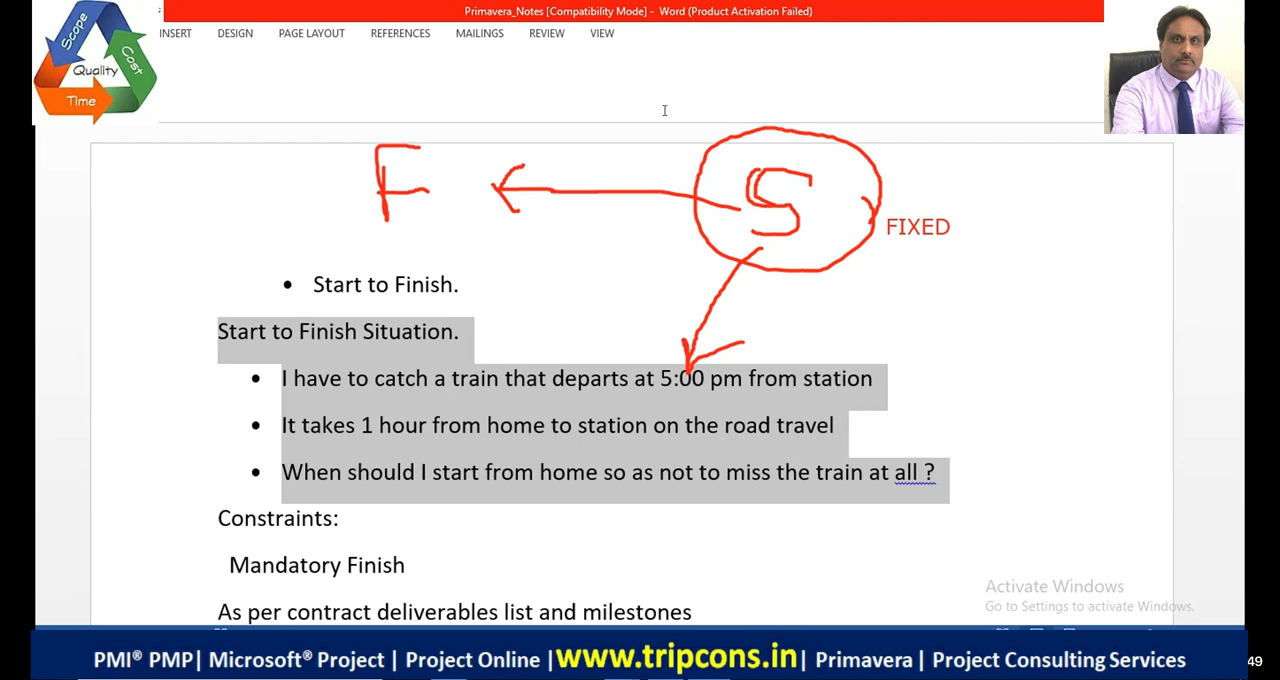 Primavera_Notes [Compatibility Mode] - Word (Product Activation Failed)
INSERT DESIGN PAGE LAYOUT REFERENCES MAILINGS REVIEW VIEW
Scope
Cost
Quality
Time
F S
FIXED
• Start to Finish.
Start to Finish Situation.
• I have to catch a train that departs at 5:00 pm from station
• It takes 1 hour from home to station on the road travel
• When should I start from home so as not to miss the train at all ?
Constraints:
Mandatory Finish
As per contract deliverables list and milestones
Activate Windows
Go to Settings to activate Windows.
PMI® PMP| Microsoft® Project | Project Online |www.tripcons.in| Primavera | Project Consulting Services
49